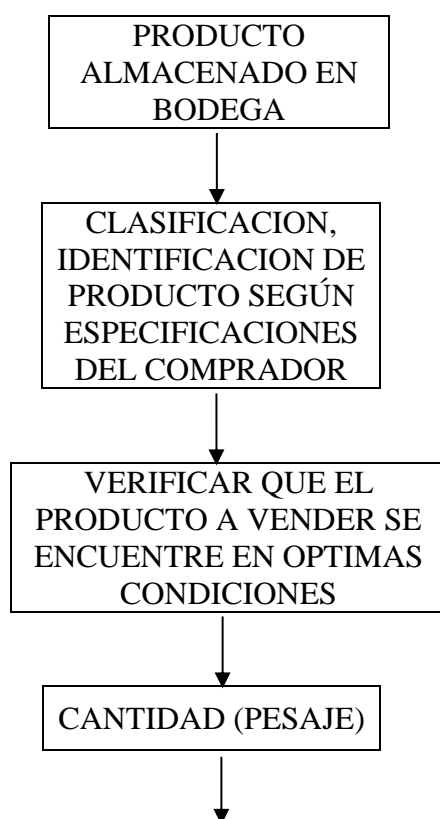 PRODUCTO
ALMACENADO EN
BODEGA
CLASIFICACION,
IDENTIFICACION DE
PRODUCTO SEGÚN
ESPECIFICACIONES
DEL COMPRADOR
VERIFICAR QUE EL
PRODUCTO A VENDER SE
ENCUENTRE EN OPTIMAS
CONDICIONES
CANTIDAD (PESAJE)